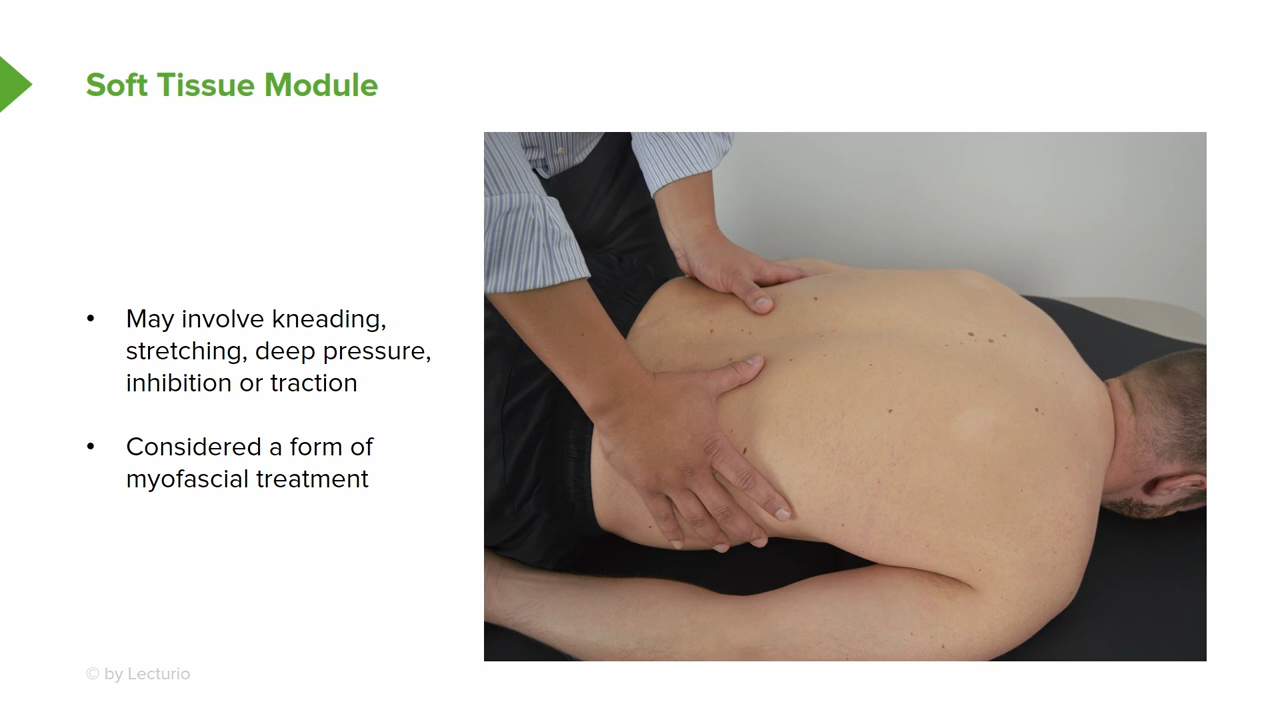 Soft Tissue Module
• May involve kneading,
stretching, deep pressure,
inhibition or traction
• Considered a form of
myofascial treatment
© by Lecturio